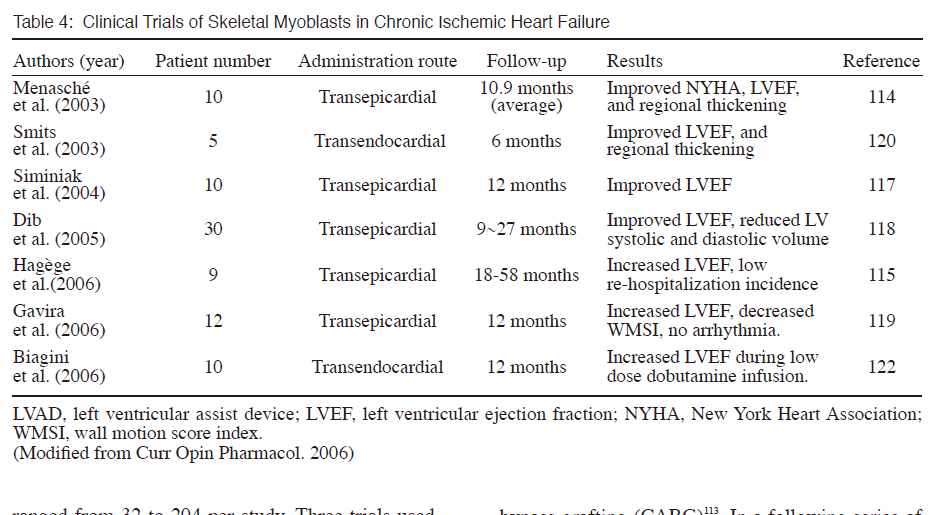 Table 4: Clinical Trials of Skeletal Myoblasts in Chronic Ischemic Heart Failure
Authors (year) Patient number Administration route Follow-up Results Reference
Menasché et al. (2003) 10 Transepicardial 10.9 months (average) Improved NYHA, LVEF, and regional thickening 114
Smits et al. (2003) 5 Transendocardial 6 months Improved LVEF, and regional thickening 120
Siminiak et al. (2004) 10 Transepicardial 12 months Improved LVEF 117
Dib et al. (2005) 30 Transepicardial 9~27 months Improved LVEF, reduced LV systolic and diastolic volume 118
Hagège et al.(2006) 9 Transepicardial 18-58 months Increased LVEF, low re-hospitalization incidence 115
Gavira et al. (2006) 12 Transepicardial 12 months Increased LVEF, decreased WMSI, no arrhythmia. 119
Biagini et al. (2006) 10 Transendocardial 12 months Increased LVEF during low dose dobutamine infusion. 122
LVAD, left ventricular assist device; LVEF, left ventricular ejection fraction; NYHA, New York Heart Association;
WMSI, wall motion score index.
(Modified from Curr Opin Pharmacol. 2006)
ranged from 32 to 204 per study. Three trials used
bypass grafting (CABG)113. In a following series of